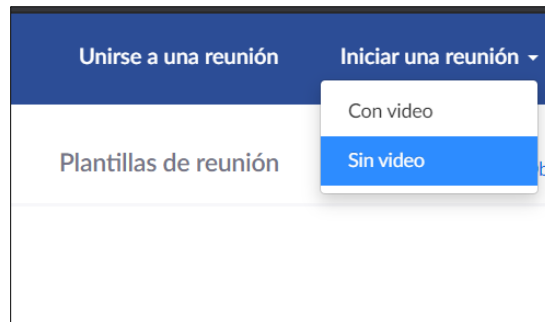 Unirse a una reunión
Iniciar una reunión
Con video
Plantillas de reunión
Sin video